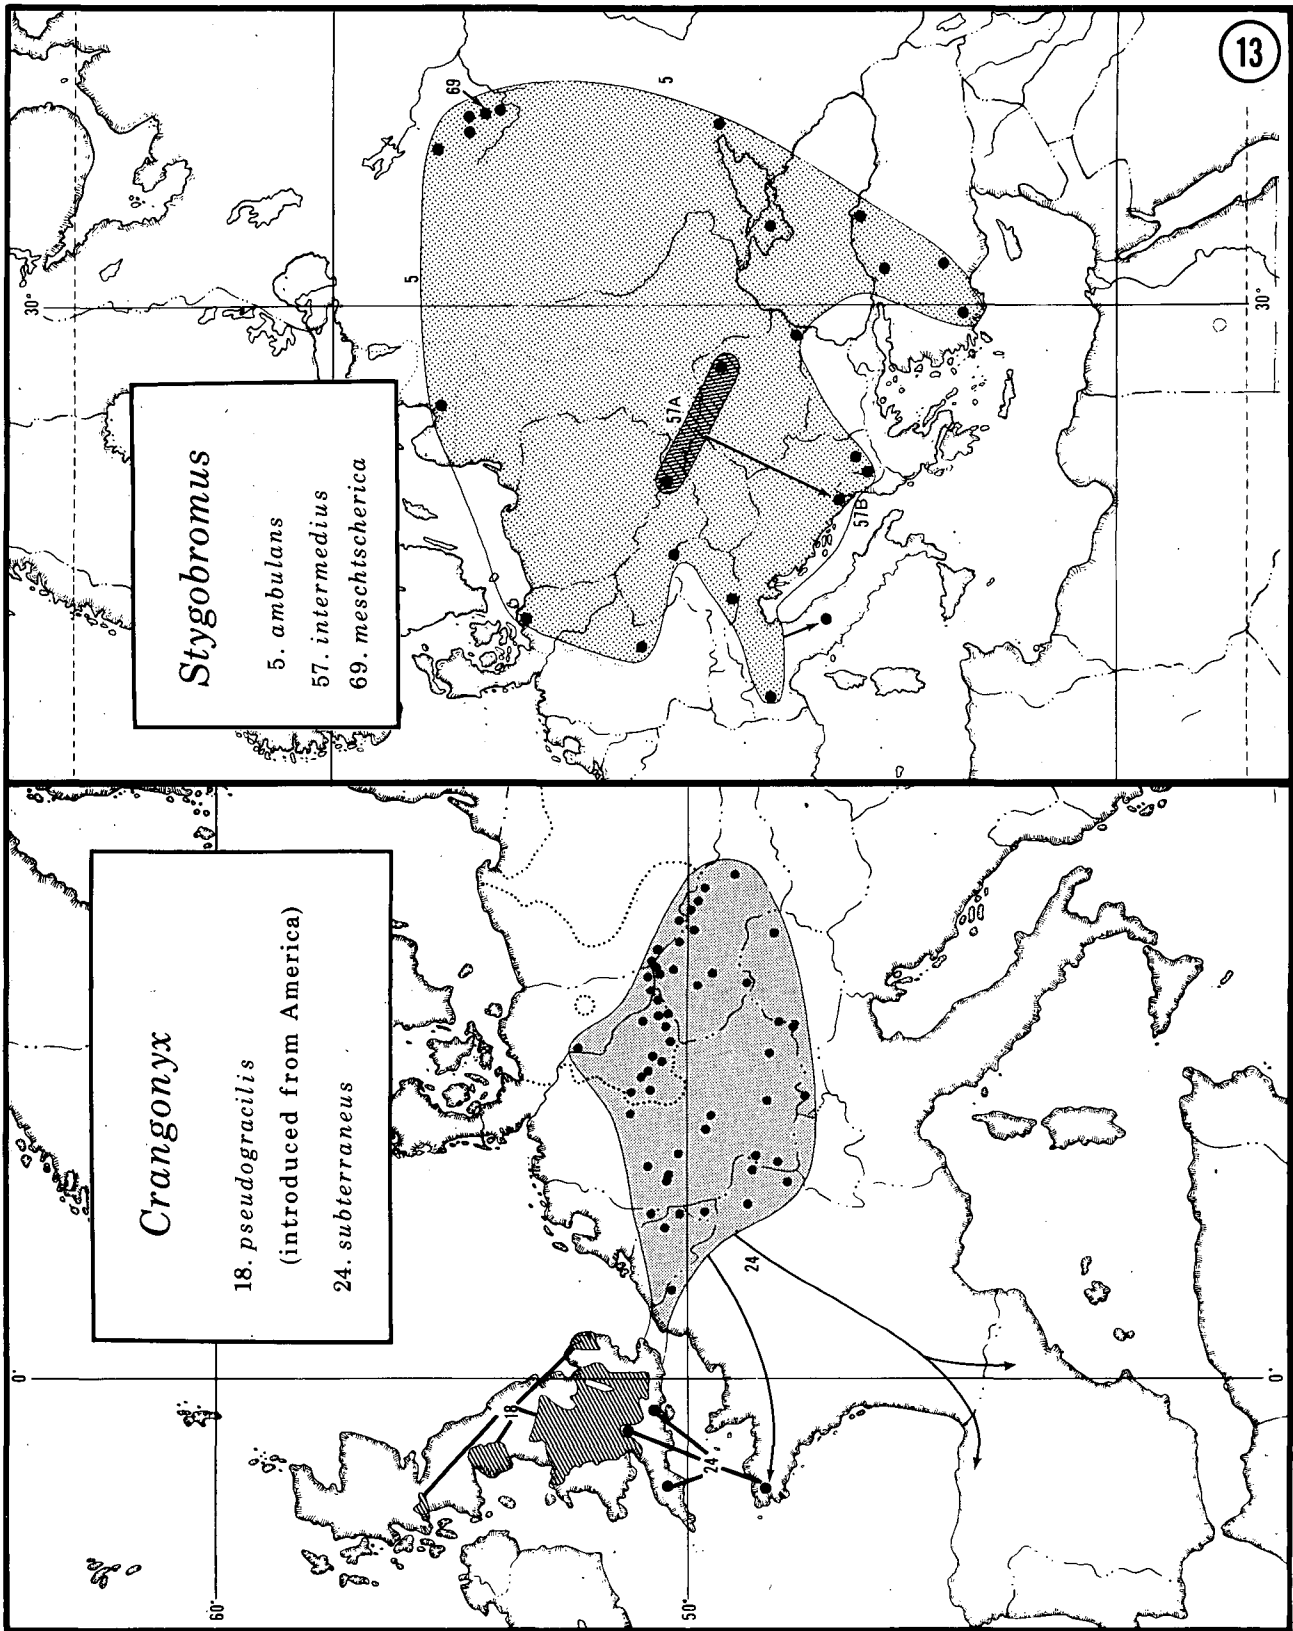 Crangonyx
18. pseudogracilis
(introduced from America)
24. subterraneus
60°
50°
0°
0°
18
24
24
Stygobromus
5. ambulans
57. intermedius
69. meschtscherica
30°
30°
5
5
69
57A
57B
13